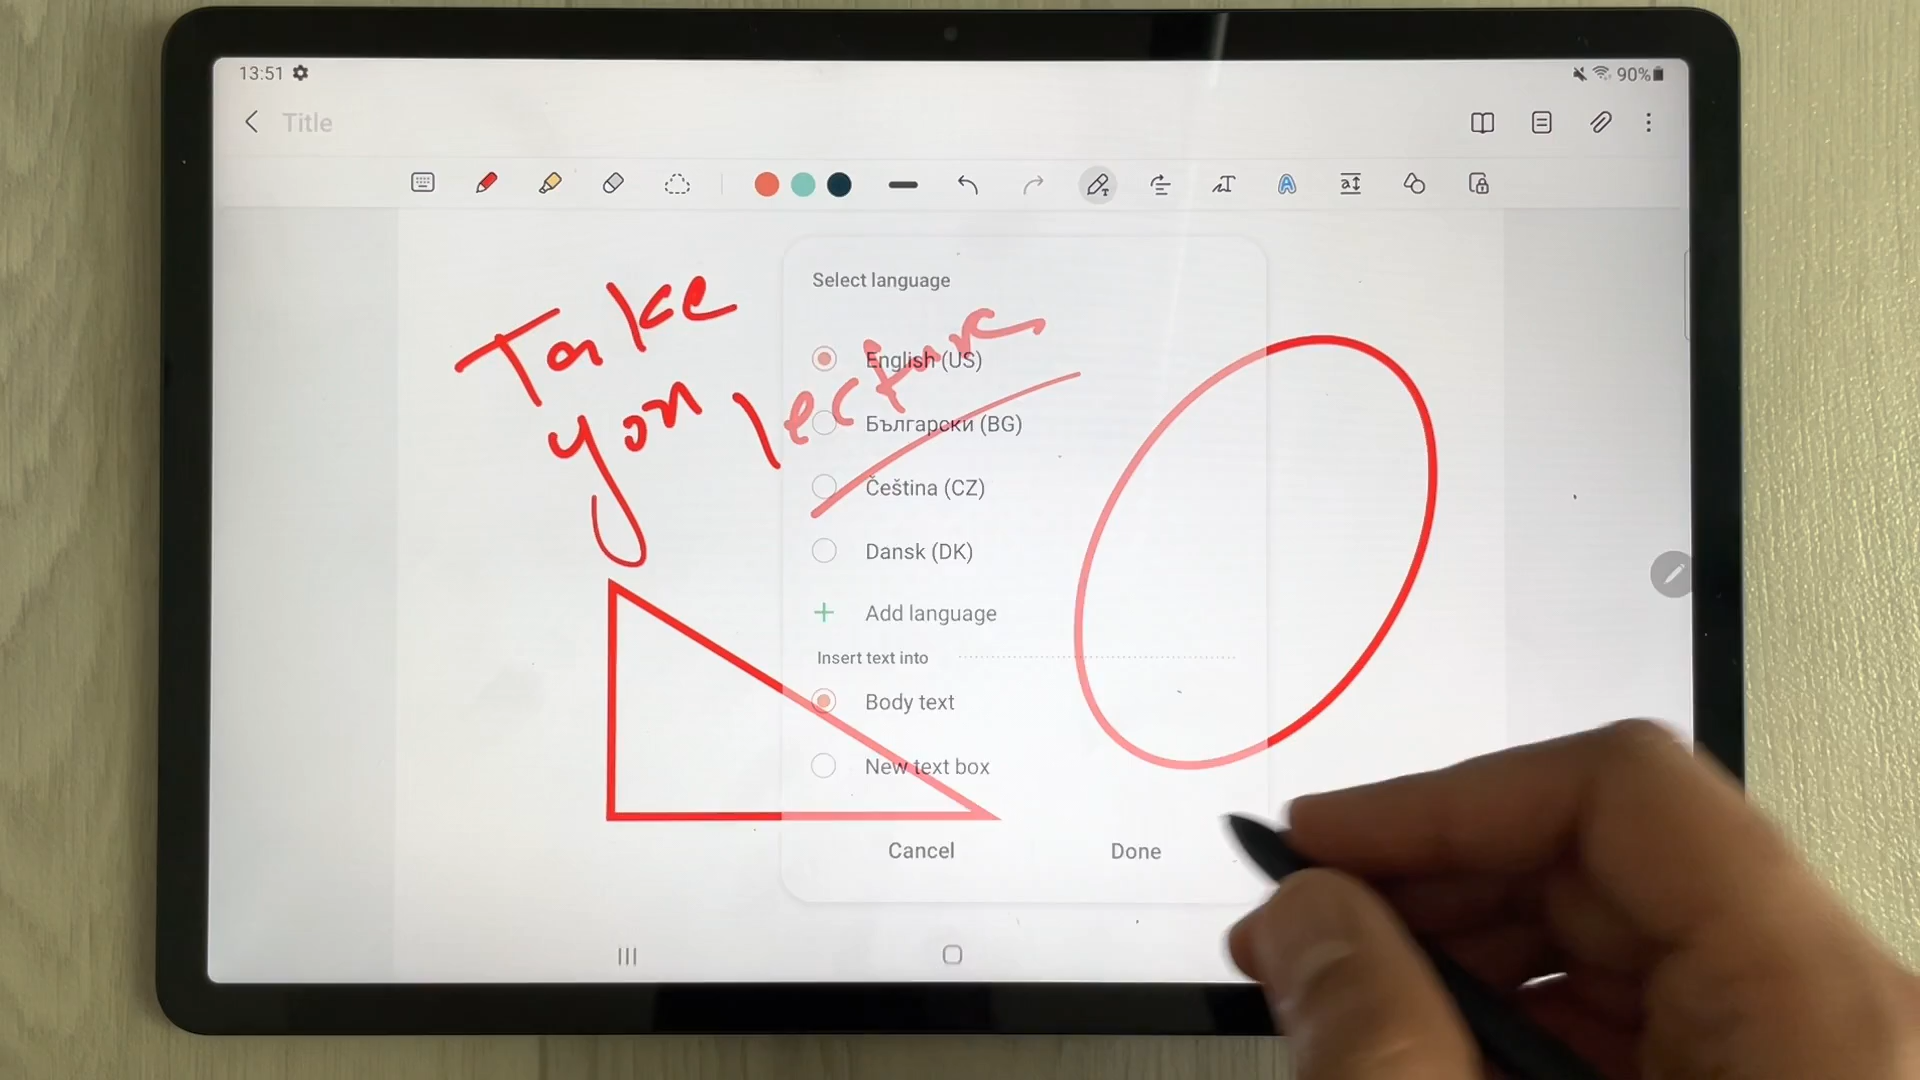 13:51
90%
Title
Select language
Take
you lecture
English (US)
Български (BG)
Čeština (CZ)
Dansk (DK)
Add language
Insert text into
Body text
New text box
Cancel
Done